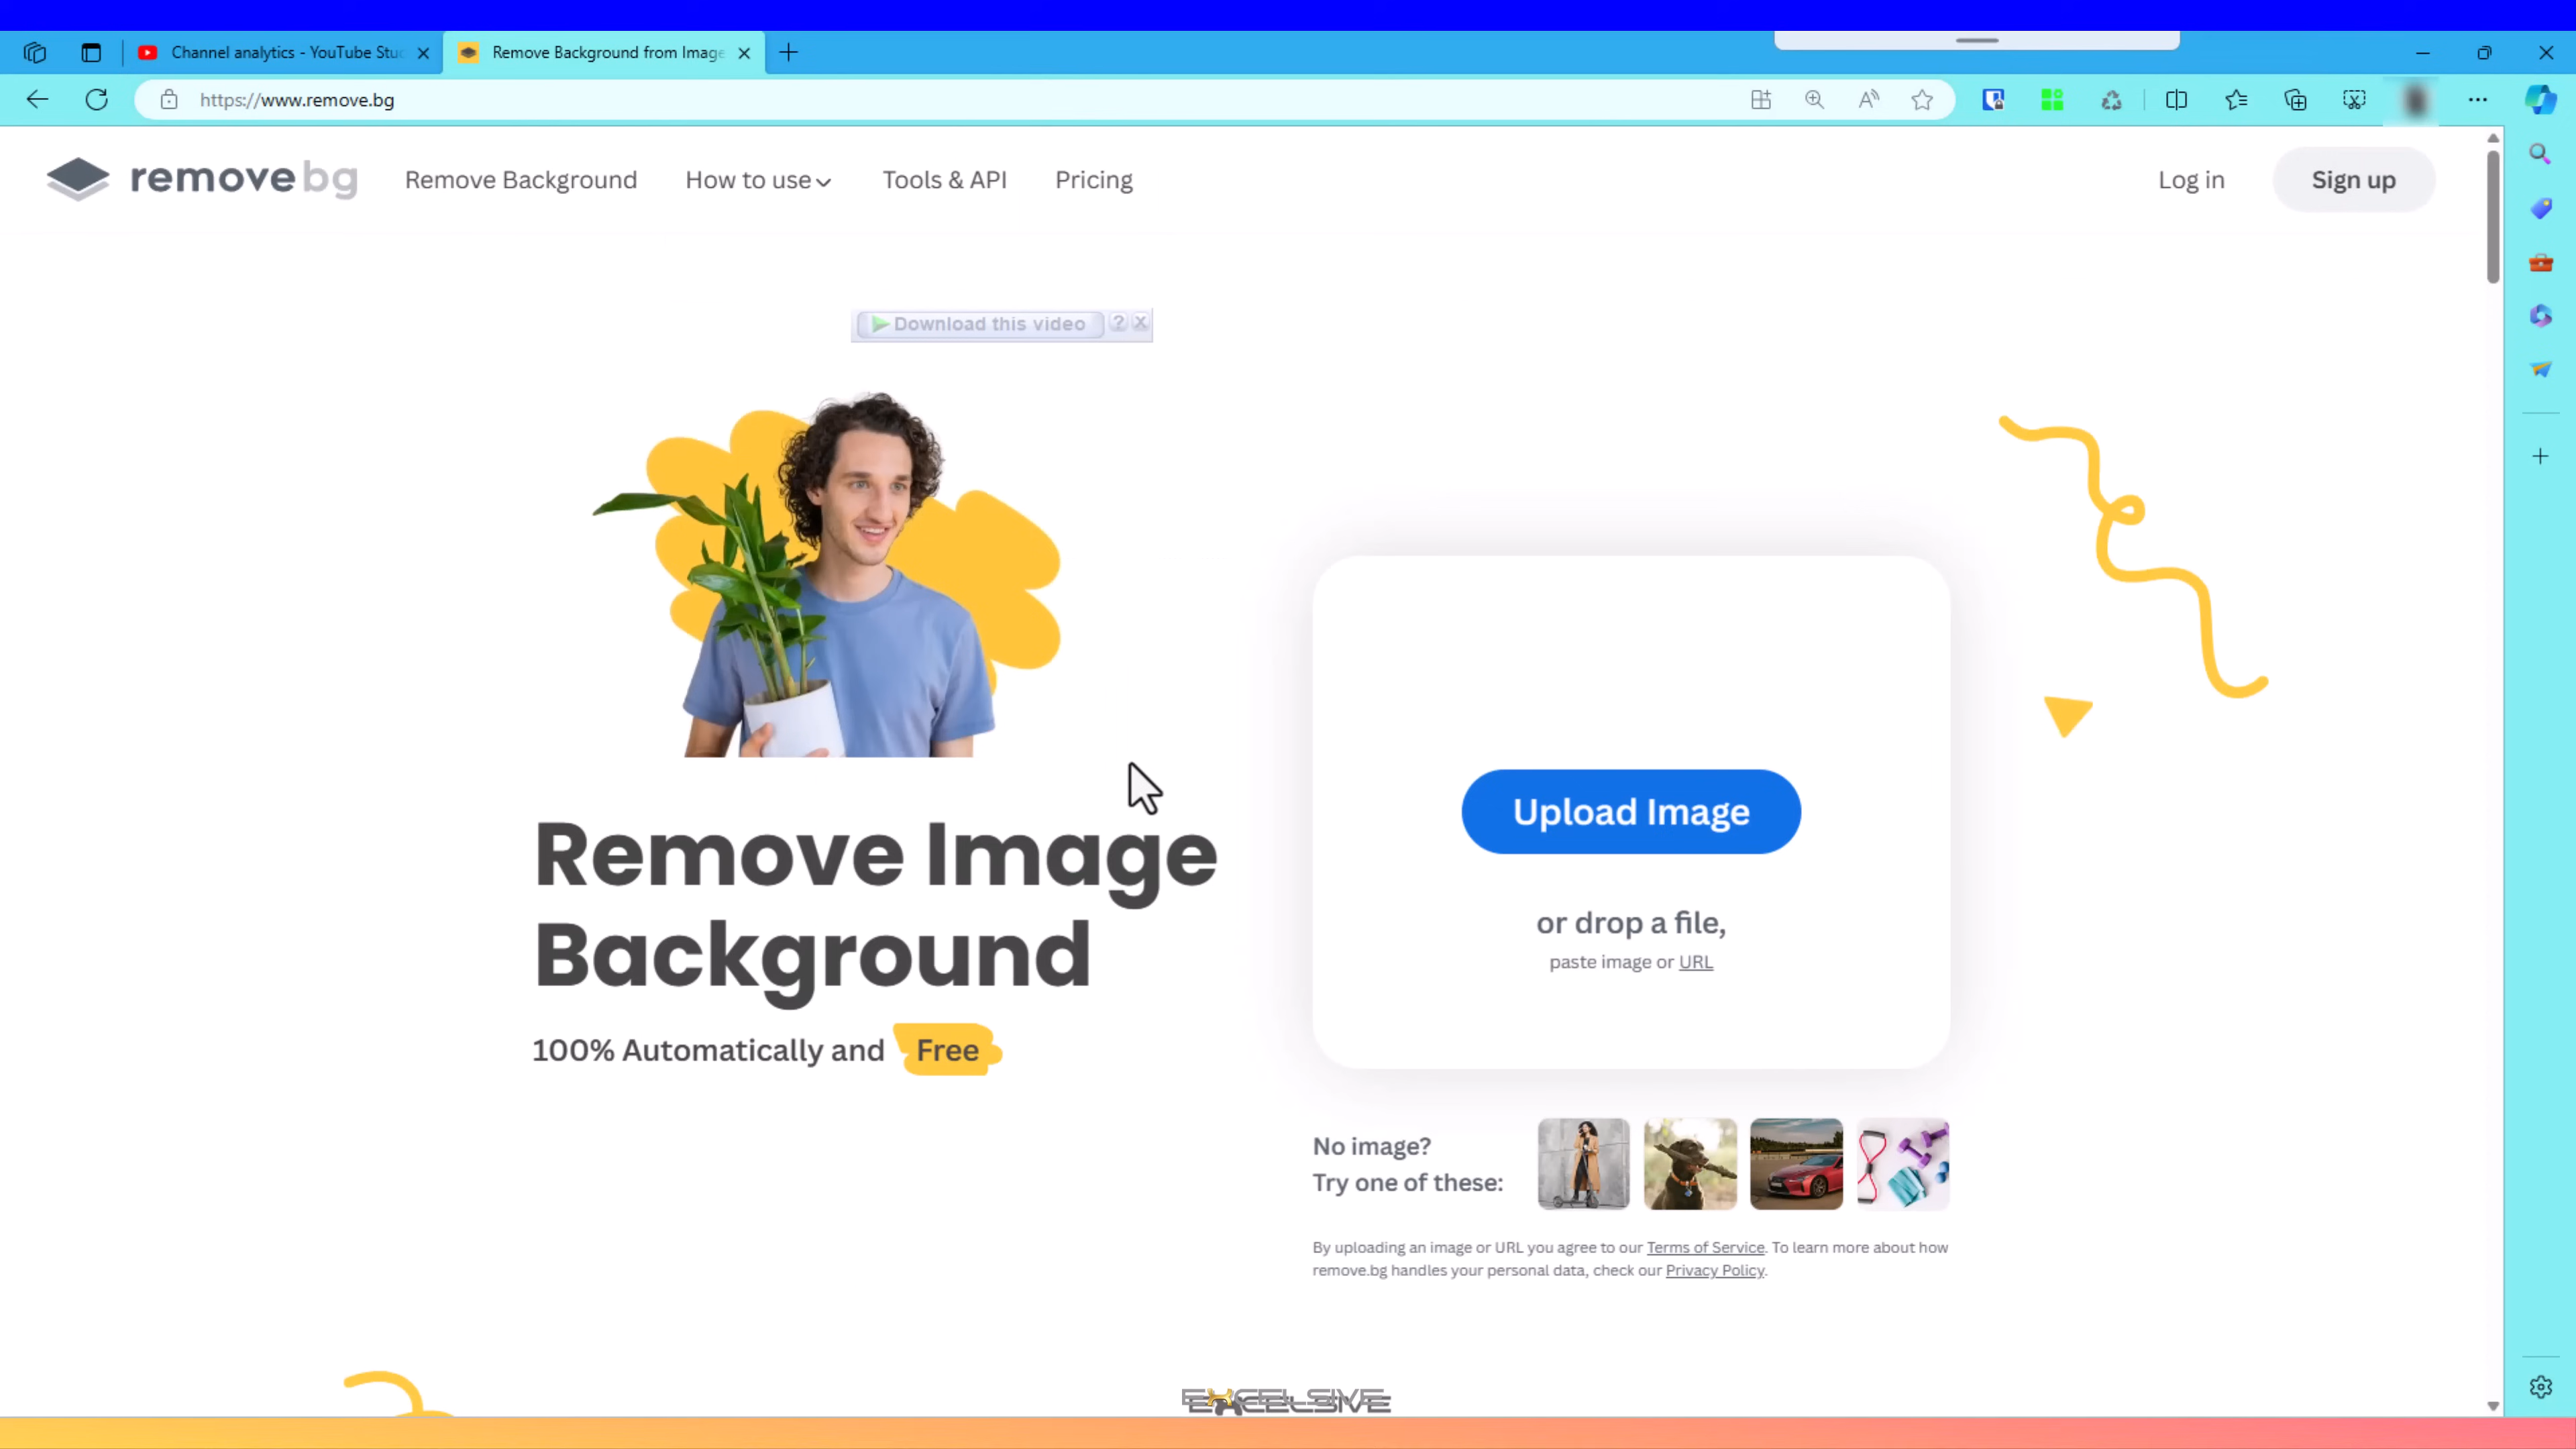 Channel analytics - YouTube Stu
Remove Background from Image
https://www.remove.bg
remove bg
Remove Background
How to use
Tools & API
Pricing
Log in
Sign up
Download this video
Remove Image
Background
100% Automatically and Free
Upload Image
or drop a file,
paste image or URL
No image?
Try one of these:
By uploading an image or URL you agree to our Terms of Service. To learn more about how
remove.bg handles your personal data, check our Privacy Policy.
EXCELSIVE